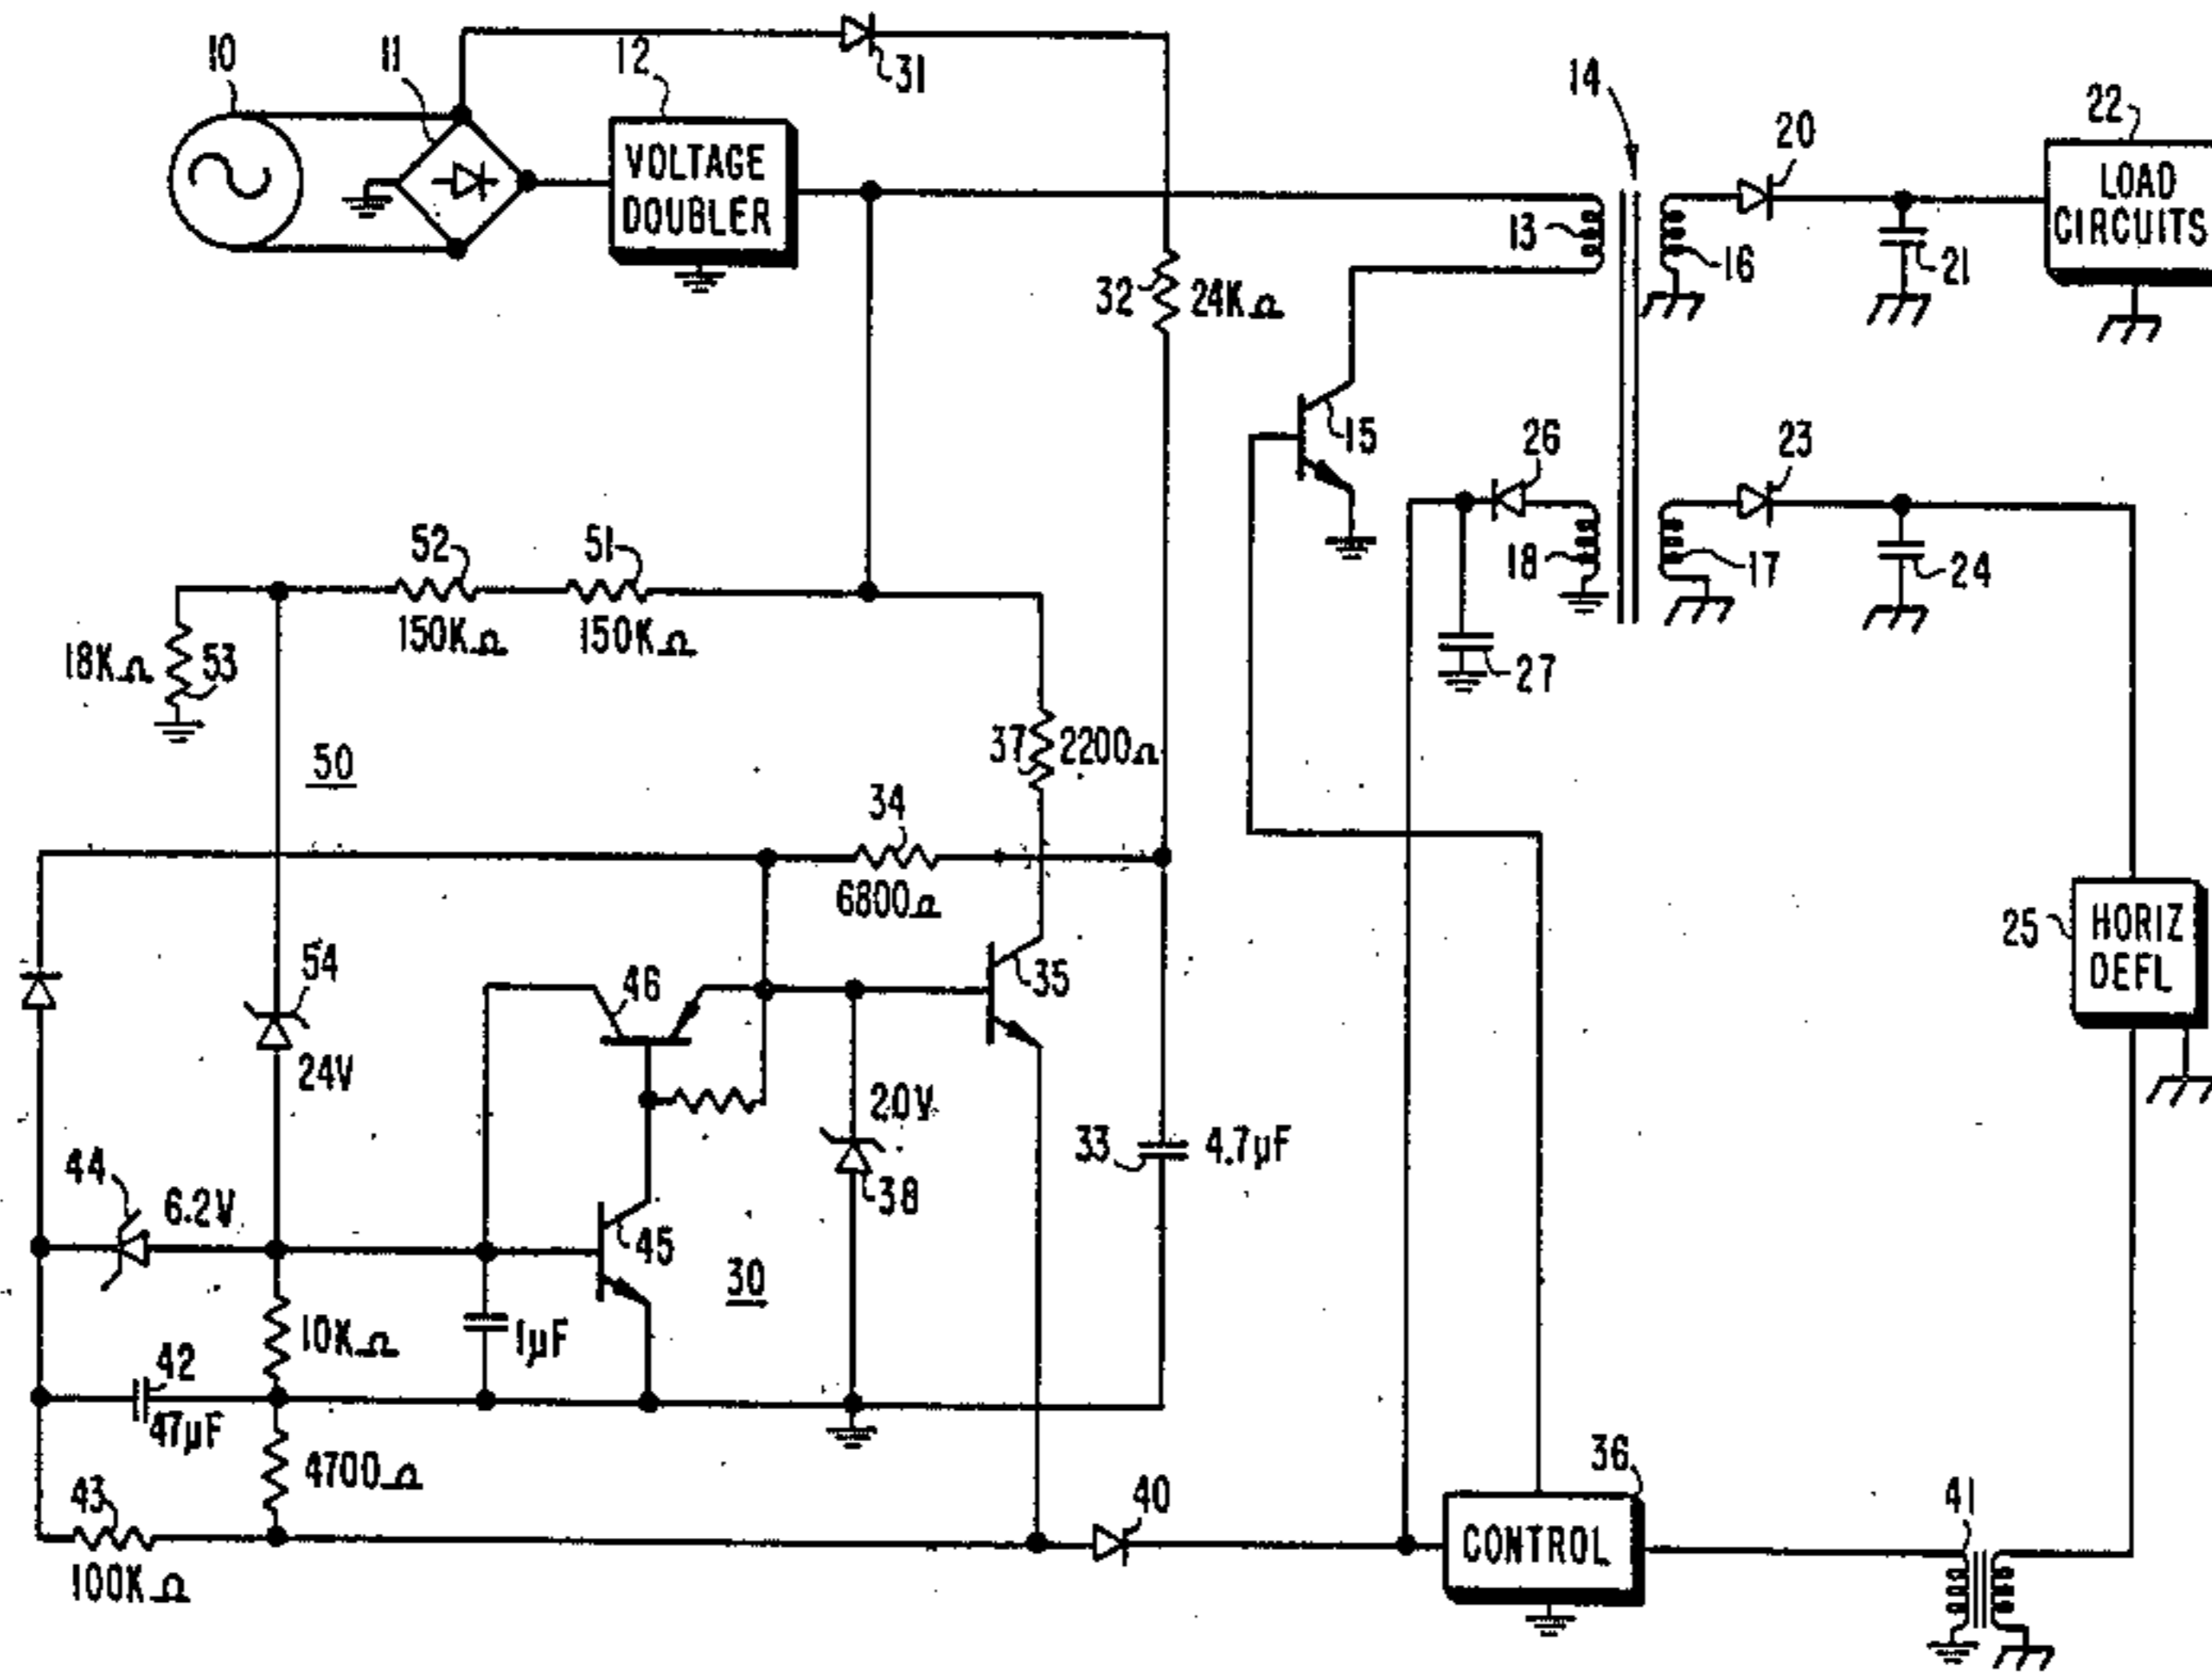 10
11
12
31
14
20
22
VOLTAGE
DOUBLER
LOAD
CIRCUITS
13
16
21
32
24KΩ
15
26
23
52
51
18
17
24
150KΩ
150KΩ
18KΩ
53
27
50
37
2200Ω
34
6800Ω
25
HORIZ
DEFL
54
46
35
24V
20V
44
6.2V
33
4.7µF
38
45
30
10KΩ
1µF
42
47µF
43
4700Ω
40
36
41
CONTROL
100KΩ